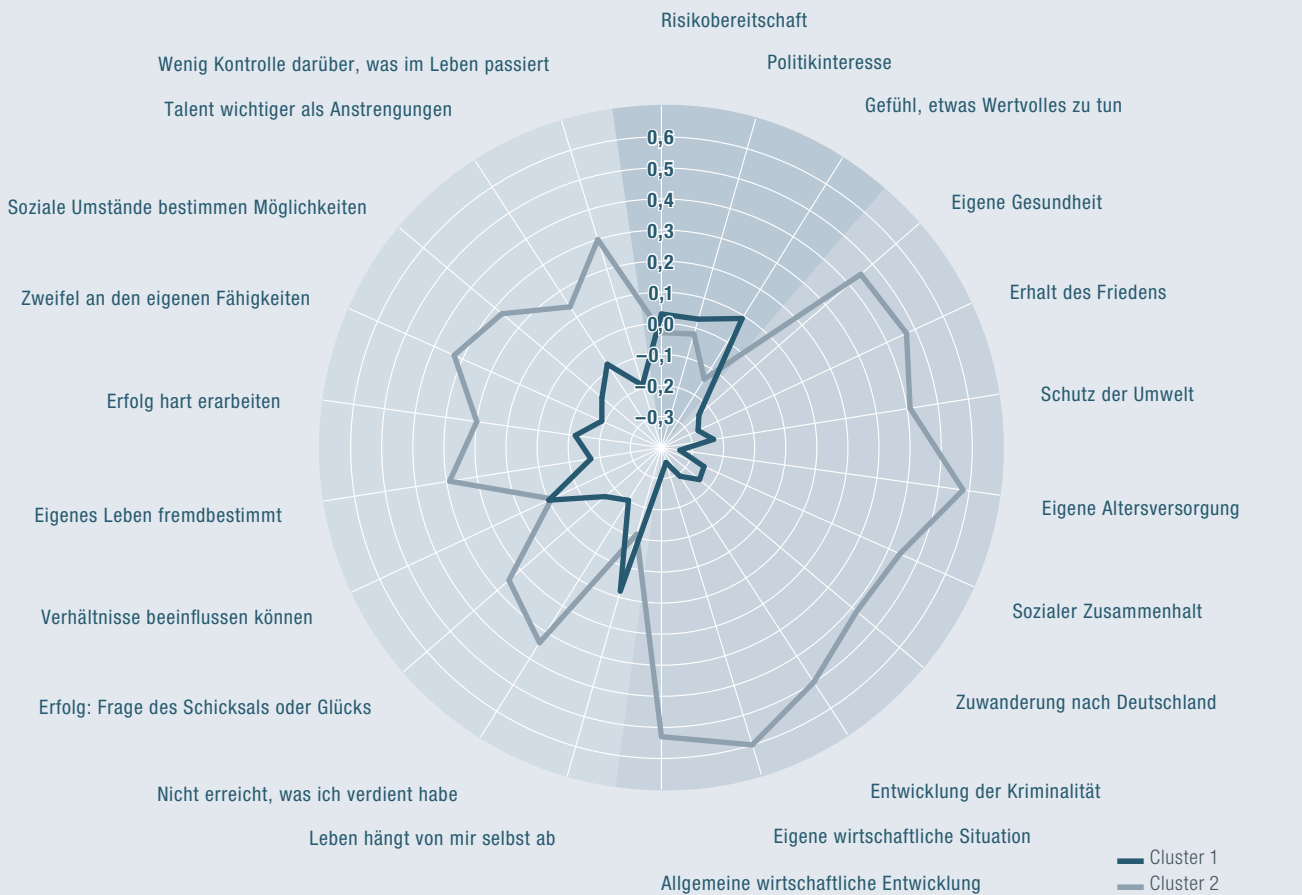 Risikobereitschaft
Politikinteresse
Gefühl, etwas Wertvolles zu tun
Eigene Gesundheit
Erhalt des Friedens
Schutz der Umwelt
Eigene Altersversorgung
Sozialer Zusammenhalt
Zuwanderung nach Deutschland
Entwicklung der Kriminalität
Eigene wirtschaftliche Situation
Allgemeine wirtschaftliche Entwicklung
Leben hängt von mir selbst ab
Nicht erreicht, was ich verdient habe
Erfolg: Frage des Schicksals oder Glücks
Verhältnisse beeinflussen können
Eigenes Leben fremdbestimmt
Erfolg hart erarbeiten
Zweifel an den eigenen Fähigkeiten
Soziale Umstände bestimmen Möglichkeiten
Talent wichtiger als Anstrengungen
Wenig Kontrolle darüber, was im Leben passiert
0,6
0,5
0,4
0,3
0,2
0,1
0,0
−0,1
−0,2
−0,3
Cluster 1
Cluster 2